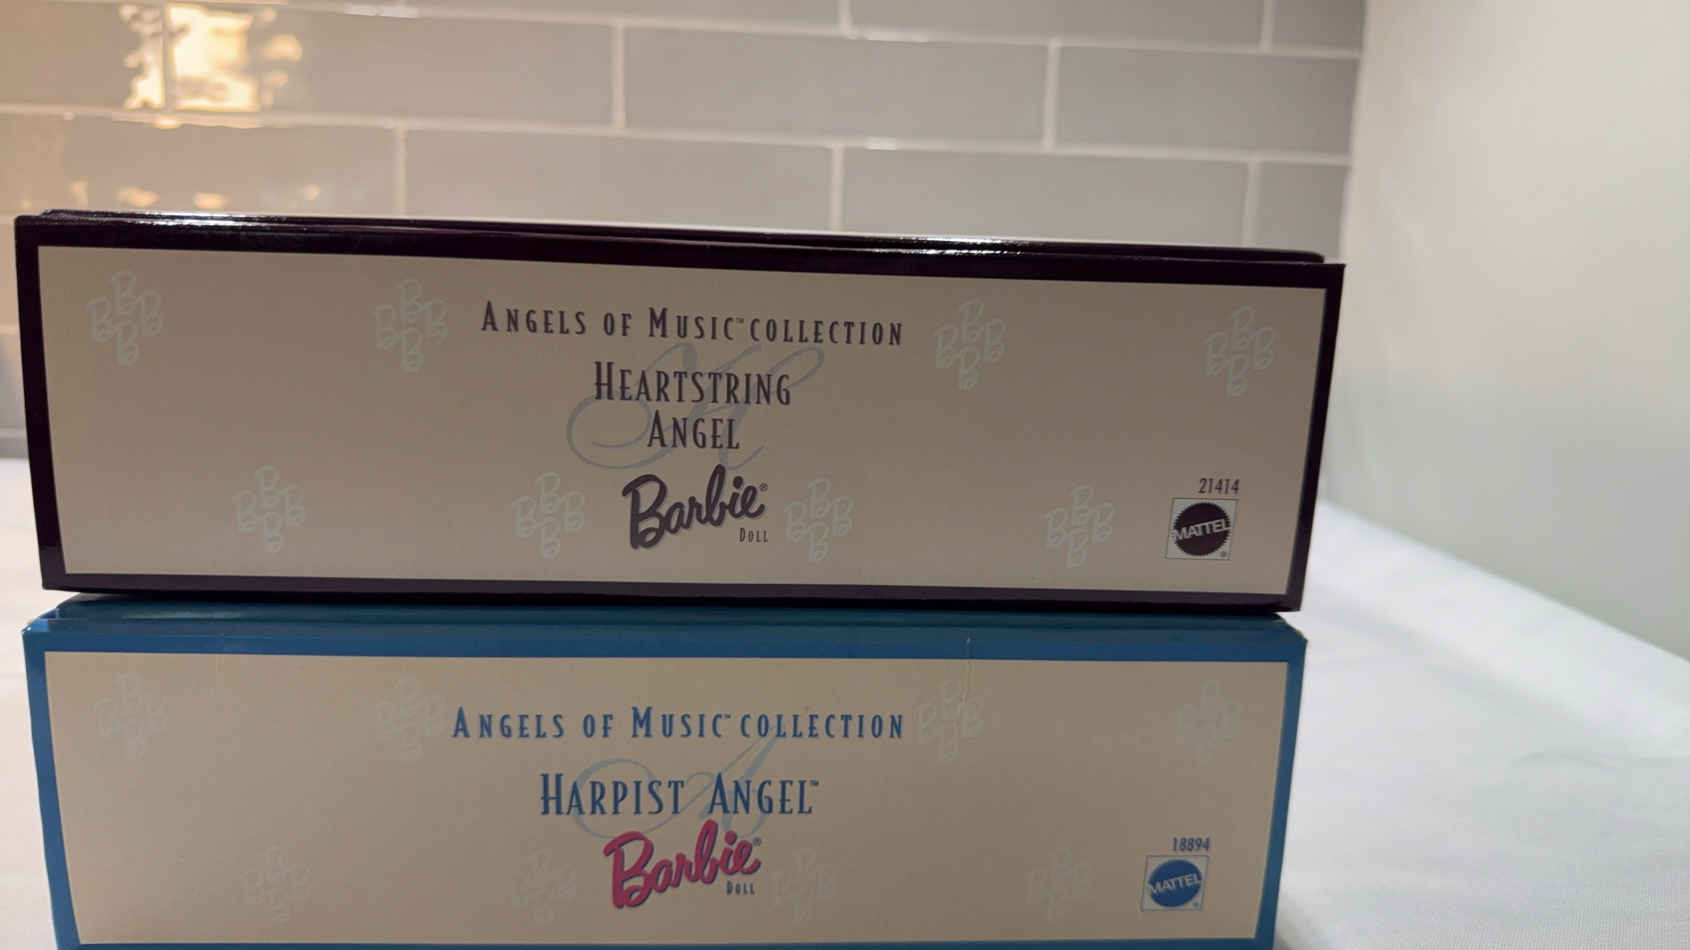 ANGELS OF MUSIC™ COLLECTION
HEARTSTRING
ANGEL
Barbie®
DOLL
21414
MATTEL
®
ANGELS OF MUSIC™ COLLECTION
HARPIST ANGEL™
Barbie®
DOLL
18894
MATTEL
®